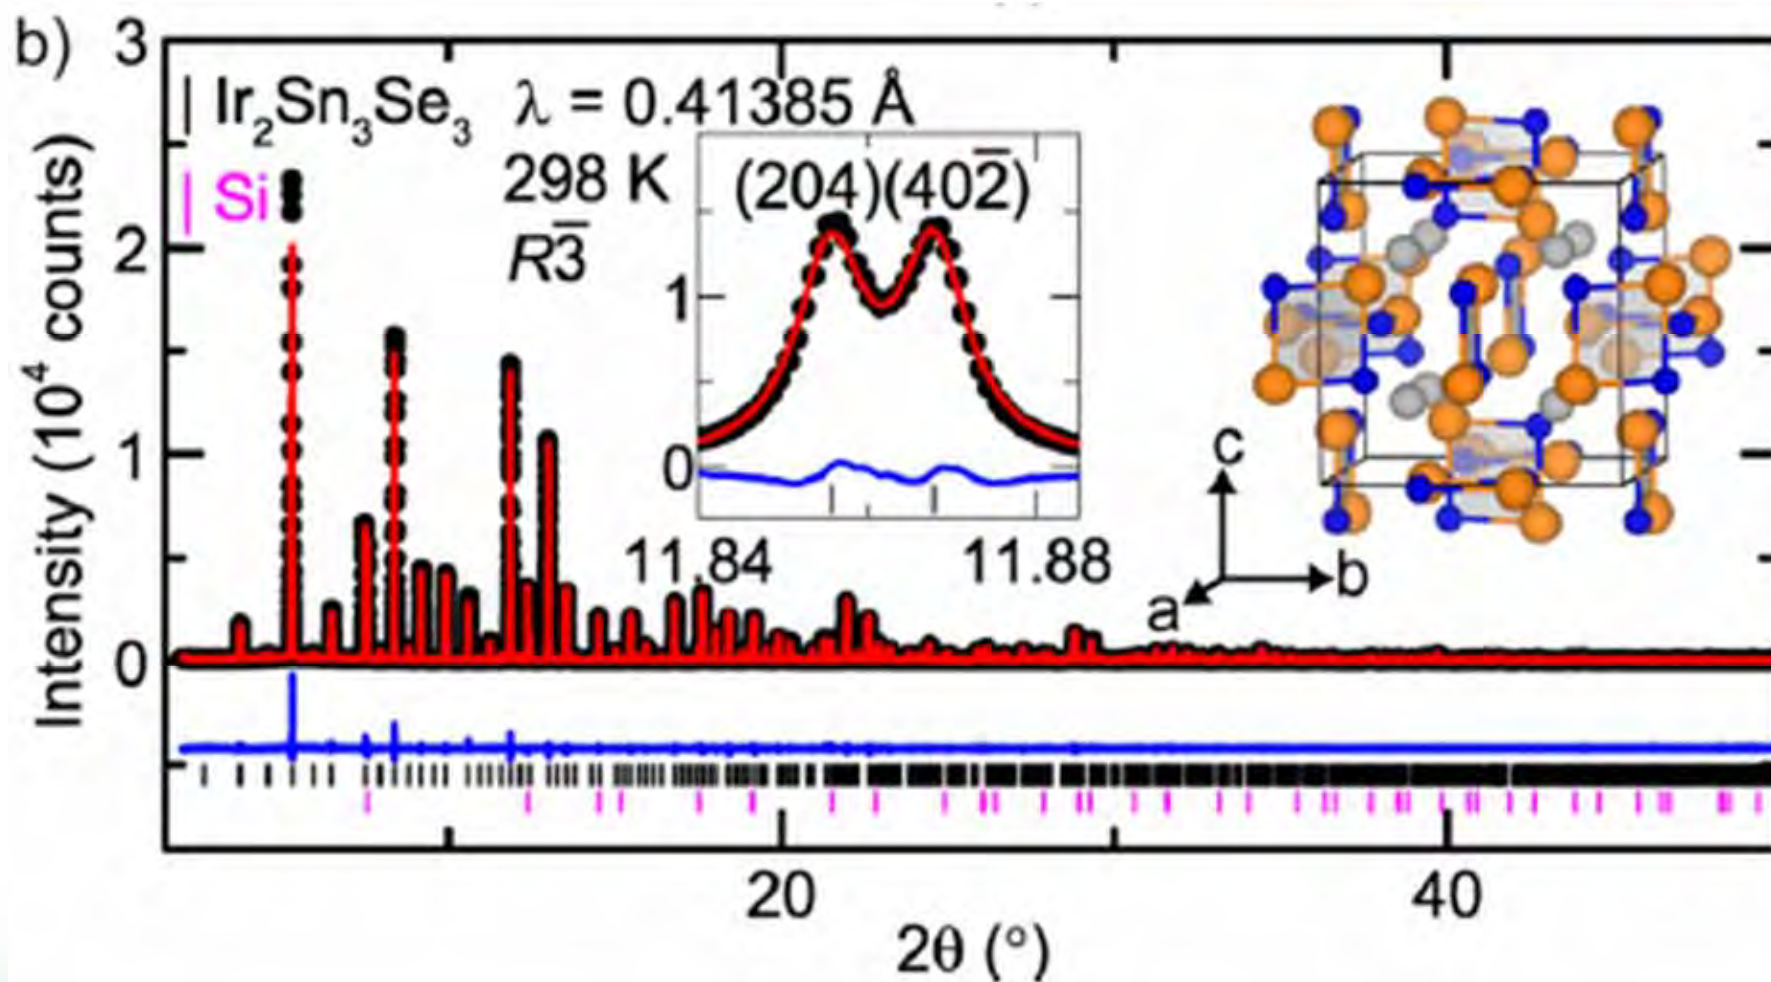 b)
3
2
1
0
Intensity (10⁴ counts)
| Ir₂Sn₃Se₃ λ = 0.41385 Å
| Si
298 K
R3̅
(204)(402̅)
1
0
11.84 11.88
c
b
a
20 40
2θ (°)